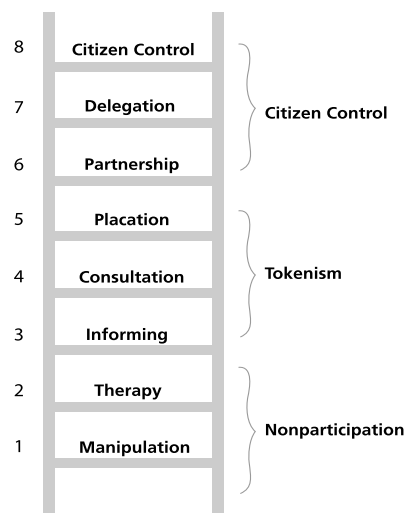 8 Citizen Control
7 Delegation
Citizen Control
6 Partnership
5 Placation
4 Consultation
Tokenism
3 Informing
2 Therapy
Nonparticipation
1 Manipulation